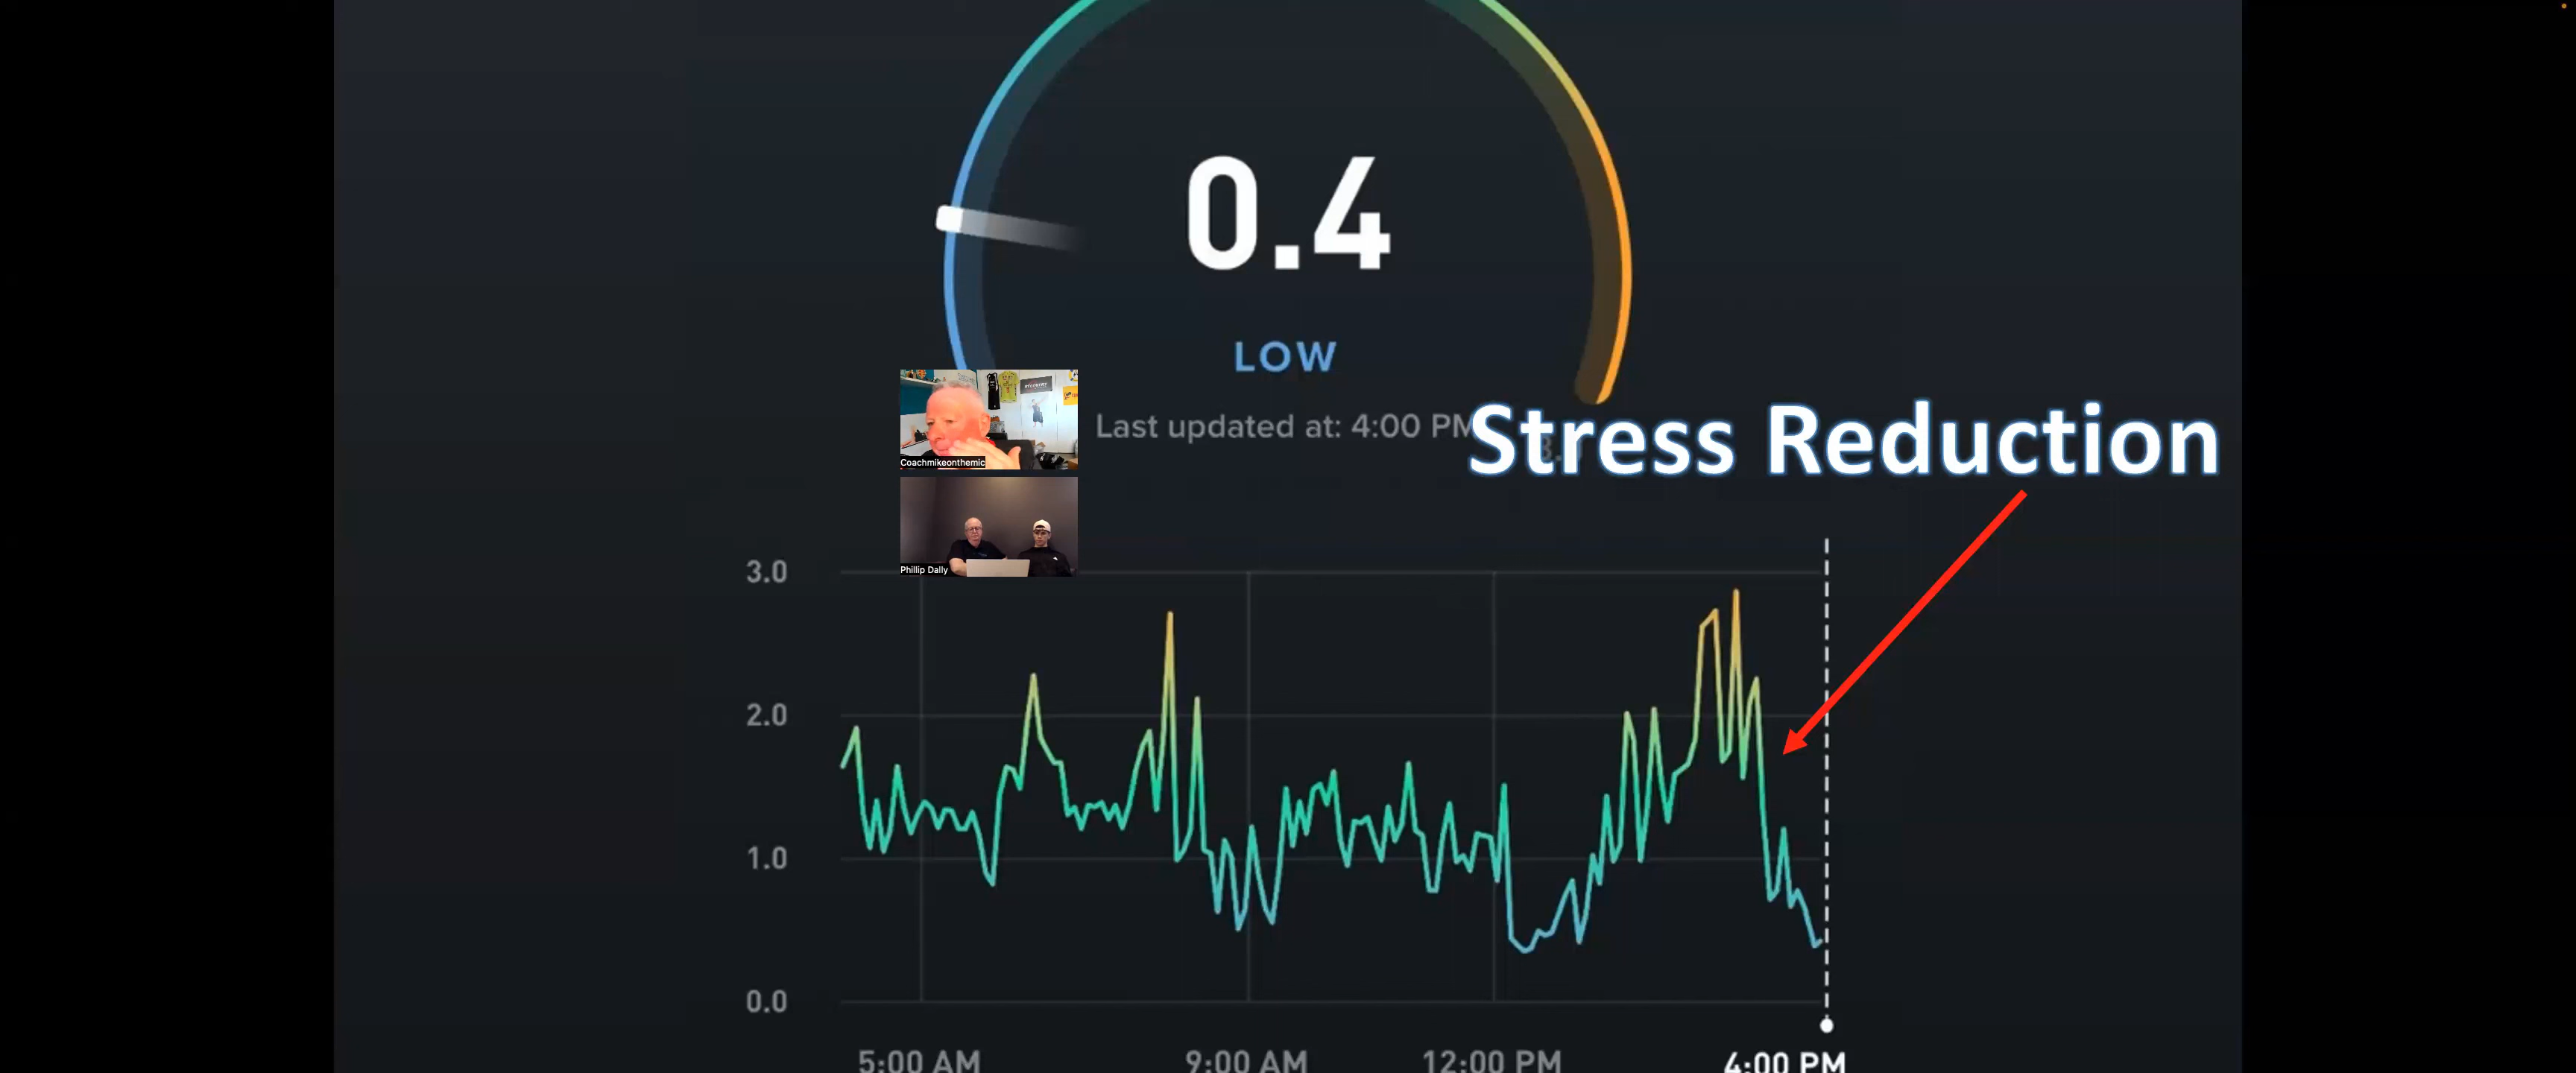 0.4
LOW
Last updated at: 4:00 PM
Stress Reduction
Coachmikeonthemic
Phillip Dally
3.0
2.0
1.0
0.0
5:00 AM 9:00 AM 12:00 PM 4:00 PM